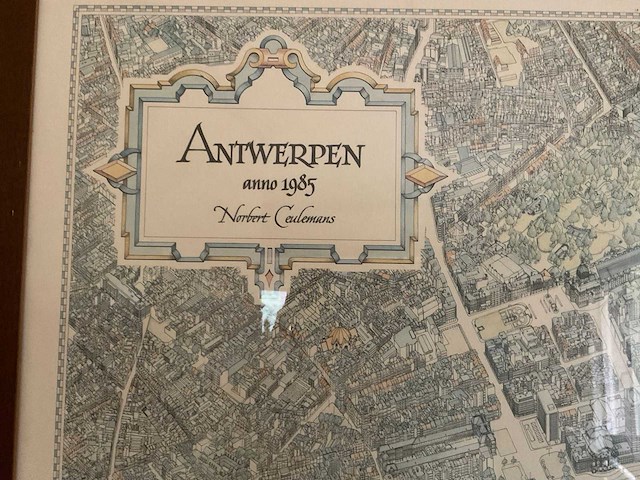 ANTWERPEN
anno 1985
Norbert Ceulemans